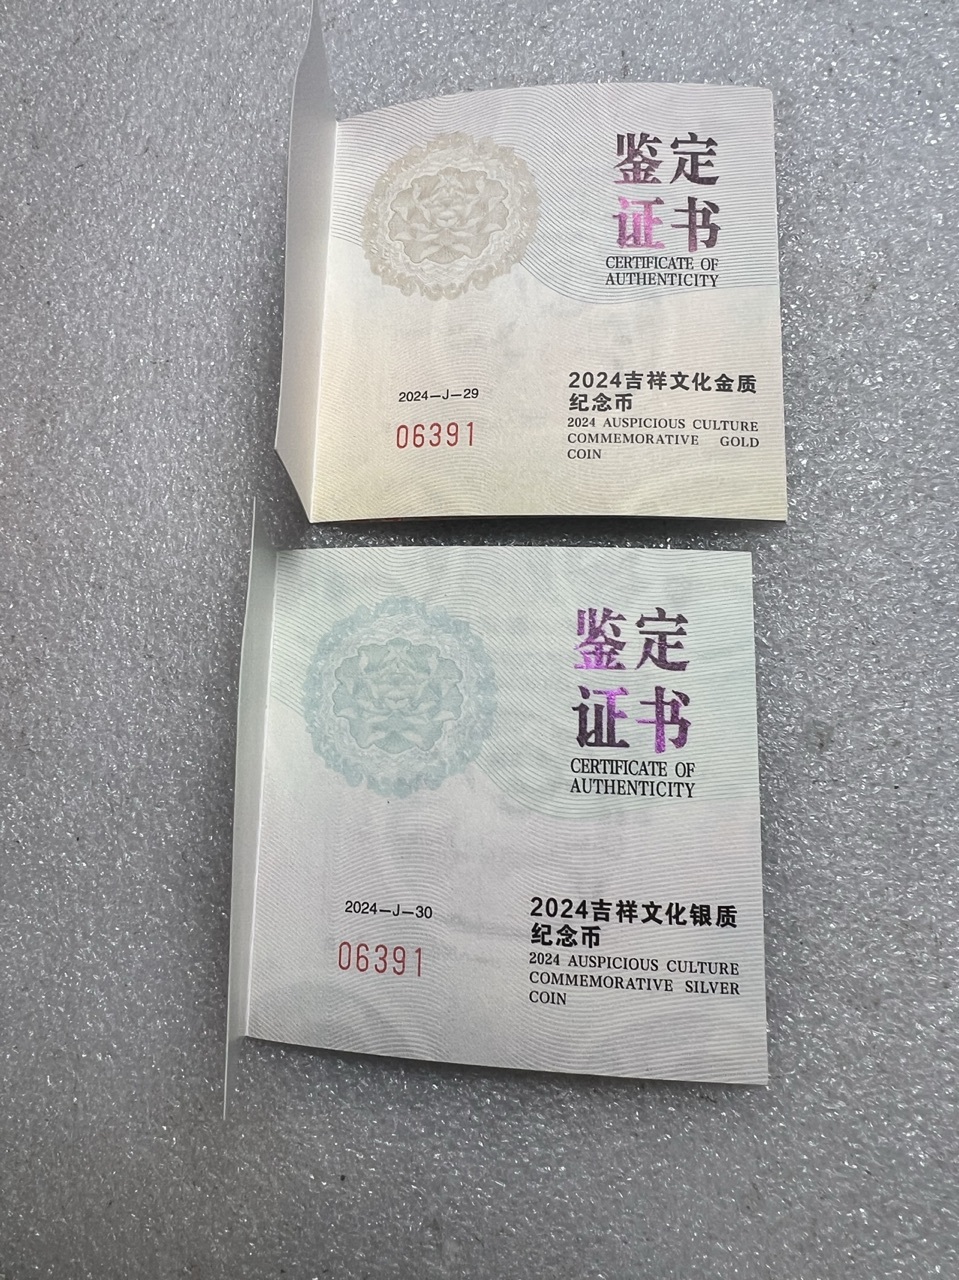 鉴定
证书
CERTIFICATE OF
AUTHENTICITY
2024—J—29
06391
2024吉祥文化金质
纪念币
2024 AUSPICIOUS CULTURE
COMMEMORATIVE GOLD
COIN
鉴定
证书
CERTIFICATE OF
AUTHENTICITY
2024—J—30
06391
2024吉祥文化银质
纪念币
2024 AUSPICIOUS CULTURE
COMMEMORATIVE SILVER
COIN